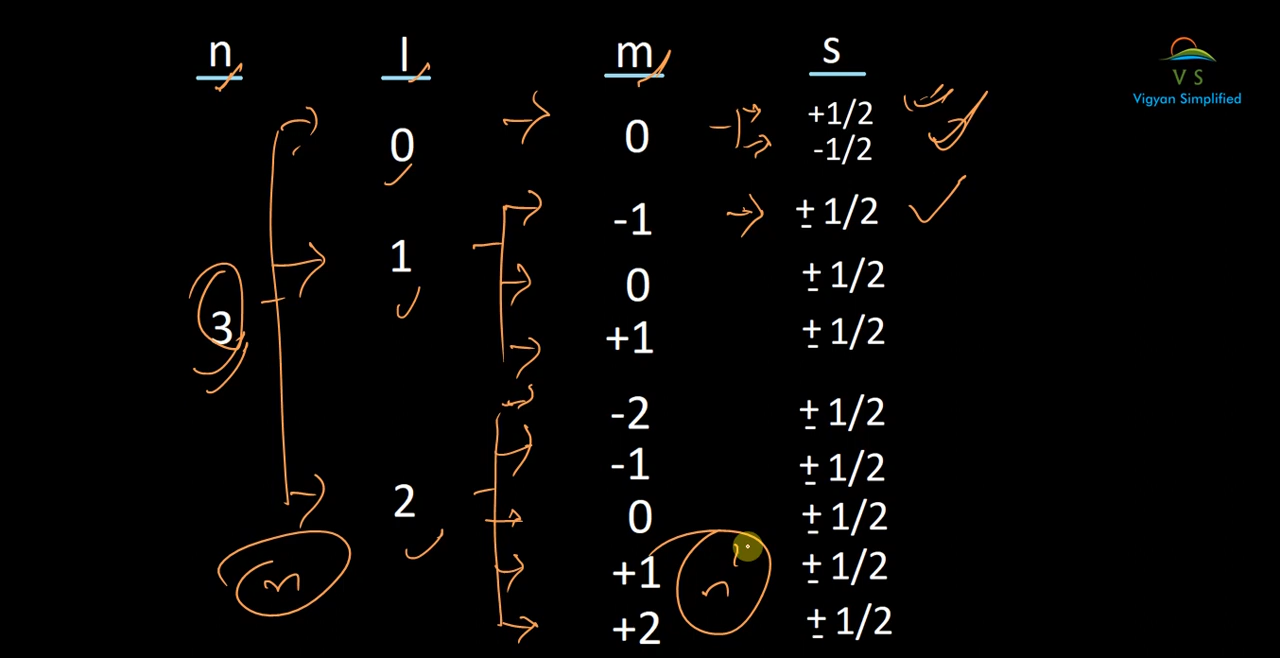 n l m s
V S
Vigyan Simplified
0 0 +1/2
-1/2
-1 ± 1/2
1
0 ± 1/2
3 +1 ± 1/2
-2 ± 1/2
-1 ± 1/2
2 0 ± 1/2
n +1 n ± 1/2
+2 ± 1/2